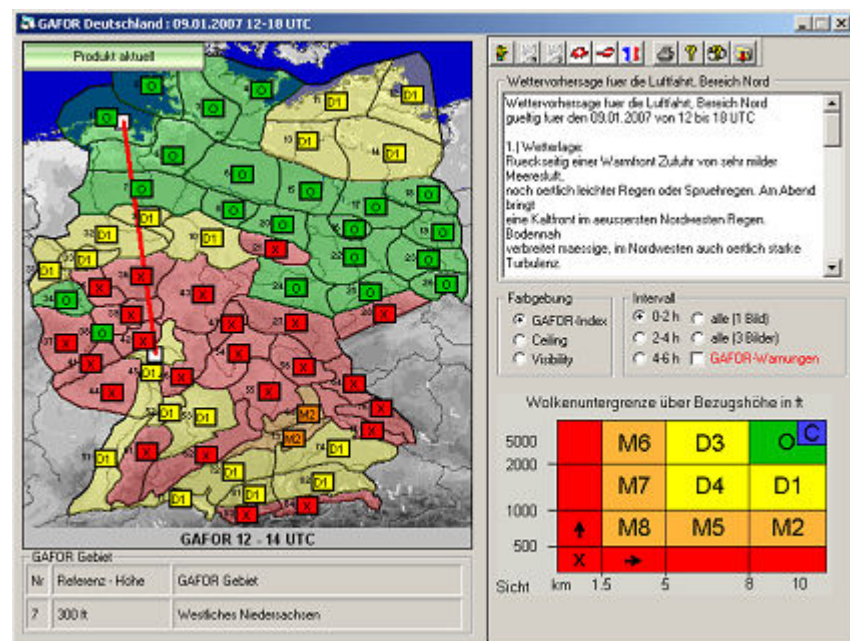 GAFOR Deutschland : 09.01.2007 12-18 UTC
Produkt aktuell
GAFOR 12 - 14 UTC
GAFOR Gebiet
Nr Referenz - Höhe GAFOR Gebiet
7 300 ft Westliches Niedersachsen
Wettervorhersage fuer die Luftfahrt, Bereich Nord
Wettervorhersage fuer die Luftfahrt, Bereich Nord
gueltig fuer den 09.01.2007 von 12 bis 18 UTC
1.) Wetterlage:
Rueckseitig einer Warmfront Zufuhr von sehr milder
Meeresluft,
noch oertlich leichter Regen oder Spruehregen. Am Abend
bringt
eine Kaltfront im aeussersten Nordwesten Regen.
Bodennah
verbreitet maessige, im Nordwesten auch oertlich starke
Turbulenz.
Farbgebung
GAFOR-Index
Ceiling
Visibility
Intervall
0-2 h alle (1 Bild)
2-4 h alle (3 Bilder)
4-6 h GAFOR-Warnungen
Wolkenuntergrenze über Bezugshöhe in ft
5000 M6 D3 O C
2000
M7 D4 D1
1000
M8 M5 M2
500
X
Sicht km 1.5 5 8 10